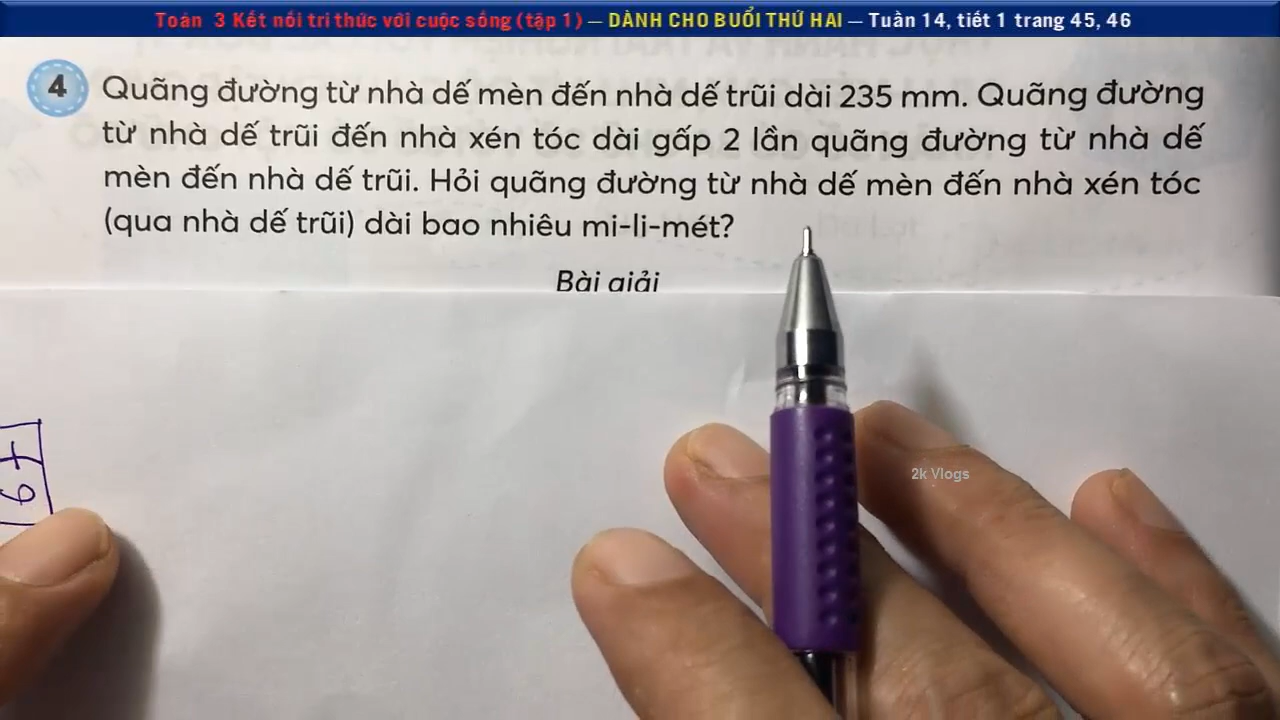 Toán 3 Kết nối tri thức với cuộc sống (tập 1) — DÀNH CHO BUỔI THỨ HAI — Tuần 14, tiết 1 trang 45, 46
4 Quãng đường từ nhà dế mèn đến nhà dế trũi dài 235 mm. Quãng đường
từ nhà dế trũi đến nhà xén tóc dài gấp 2 lần quãng đường từ nhà dế
mèn đến nhà dế trũi. Hỏi quãng đường từ nhà dế mèn đến nhà xén tóc
(qua nhà dế trũi) dài bao nhiêu mi-li-mét?
Bài giải
2k Vlogs